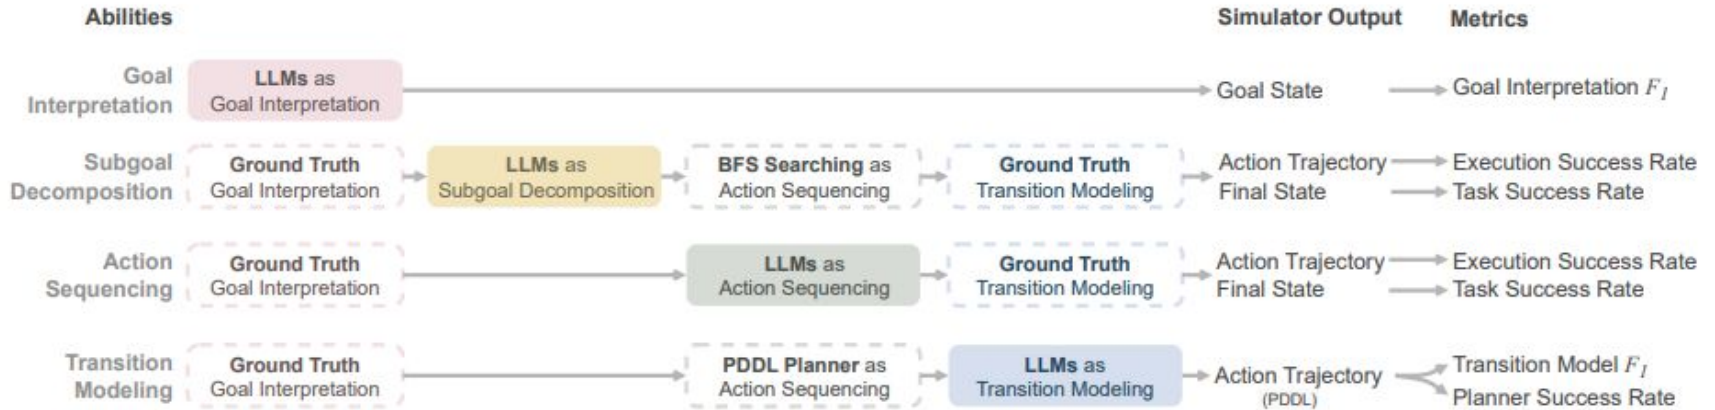 Abilities Simulator Output Metrics
Goal Interpretation
LLMs as Goal Interpretation
Goal State
Goal Interpretation F_I
Subgoal Decomposition
Ground Truth Goal Interpretation
LLMs as Subgoal Decomposition
BFS Searching as Action Sequencing
Ground Truth Transition Modeling
Action Trajectory
Execution Success Rate
Final State
Task Success Rate
Action Sequencing
Ground Truth Goal Interpretation
LLMs as Action Sequencing
Ground Truth Transition Modeling
Action Trajectory
Execution Success Rate
Final State
Task Success Rate
Transition Modeling
Ground Truth Goal Interpretation
PDDL Planner as Action Sequencing
LLMs as Transition Modeling
Action Trajectory
(PDDL)
Transition Model F_I
Planner Success Rate